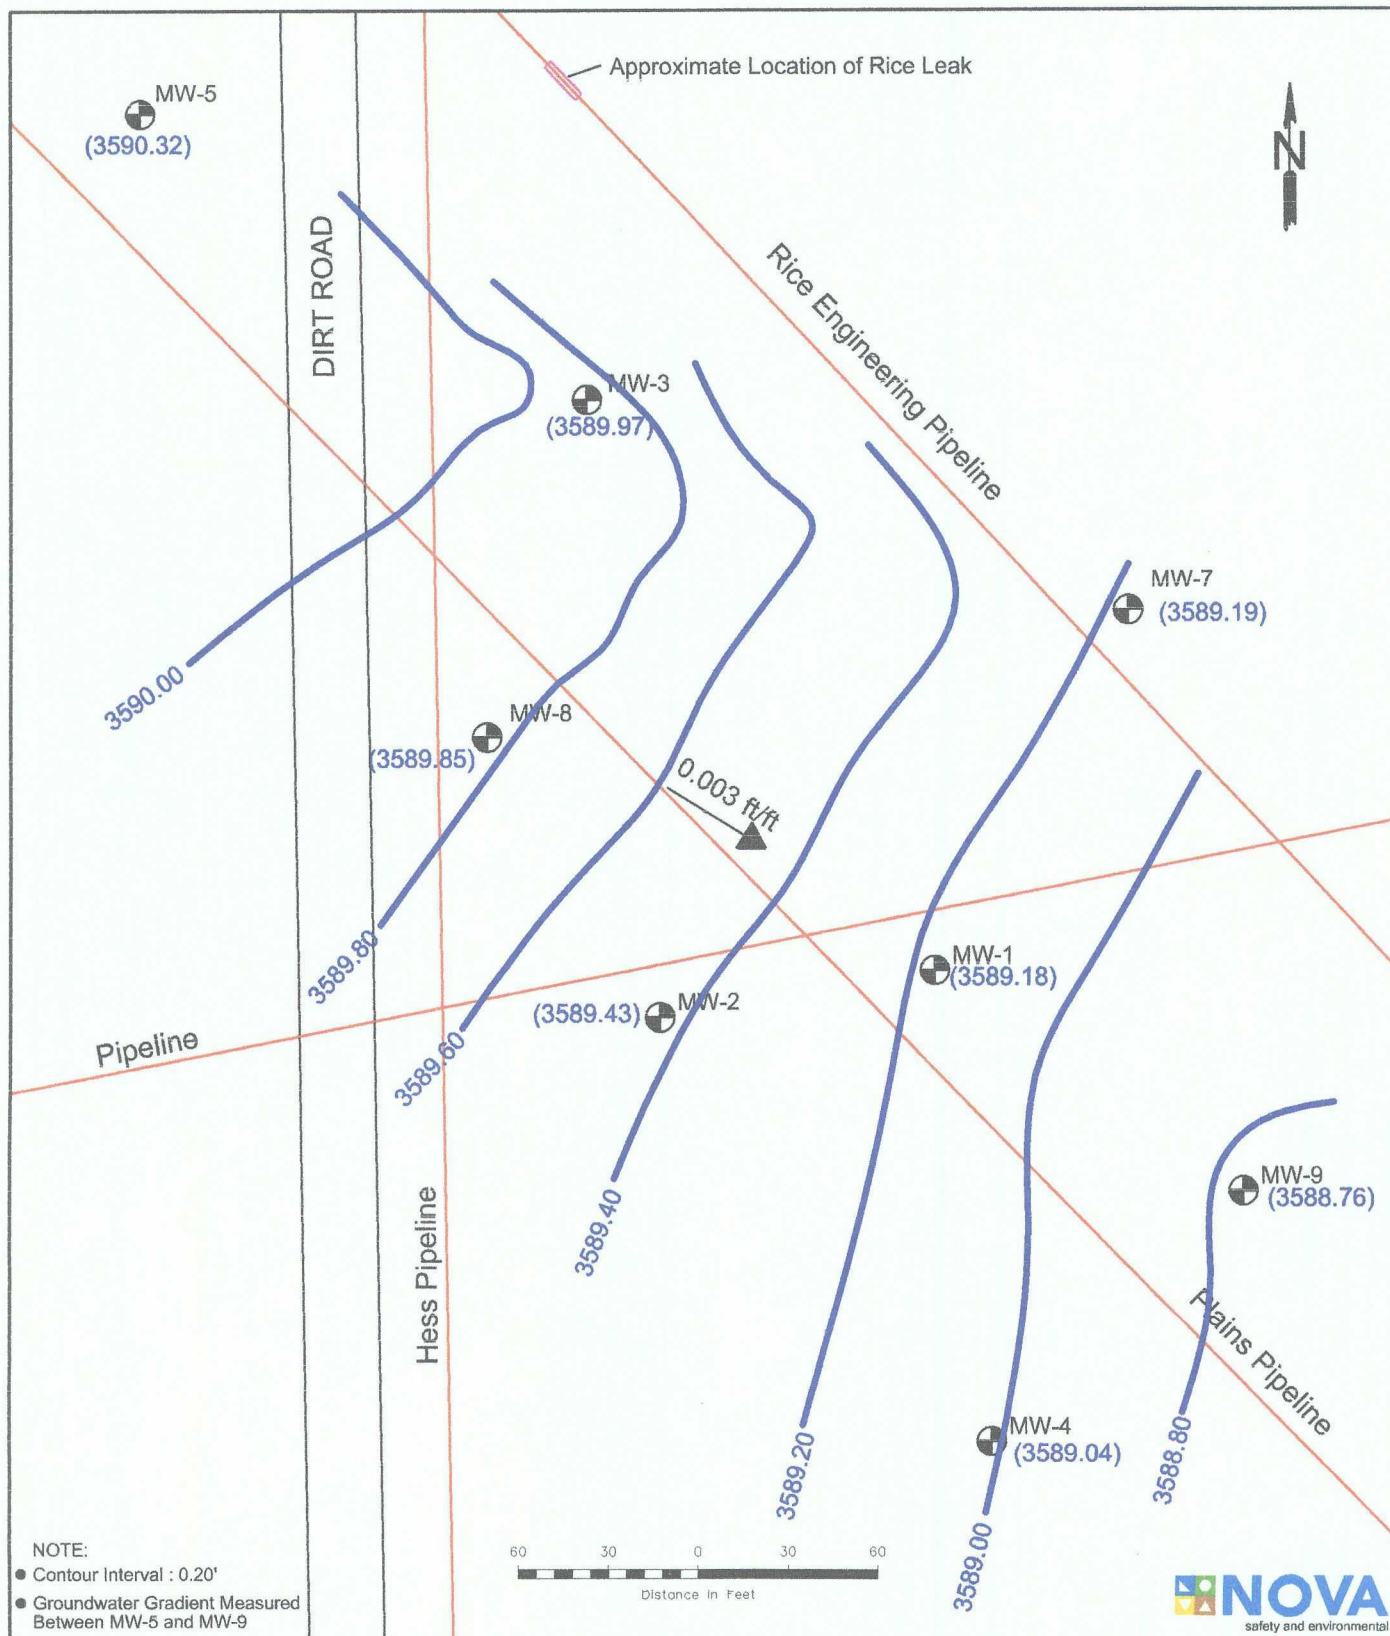 Approximate Location of Rice Leak
MW-5
(3590.32)
N
DIRT ROAD
Rice Engineering Pipeline
MW-3
(3589.97)
MW-7
(3589.19)
3590.00
MW-8
(3589.85)
0.003 ft/ft
3589.80
MW-1
(3589.18)
MW-2
(3589.43)
Pipeline
3589.60
MW-9
(3588.76)
3589.40
Hess Pipeline
Plains Pipeline
MW-4
(3589.04)
3589.20
3588.80
3589.00
NOTE:
● Contour Interval : 0.20'
● Groundwater Gradient Measured
Between MW-5 and MW-9
60 30 0 30 60
Distance in Feet
NOVA
safety and environmental